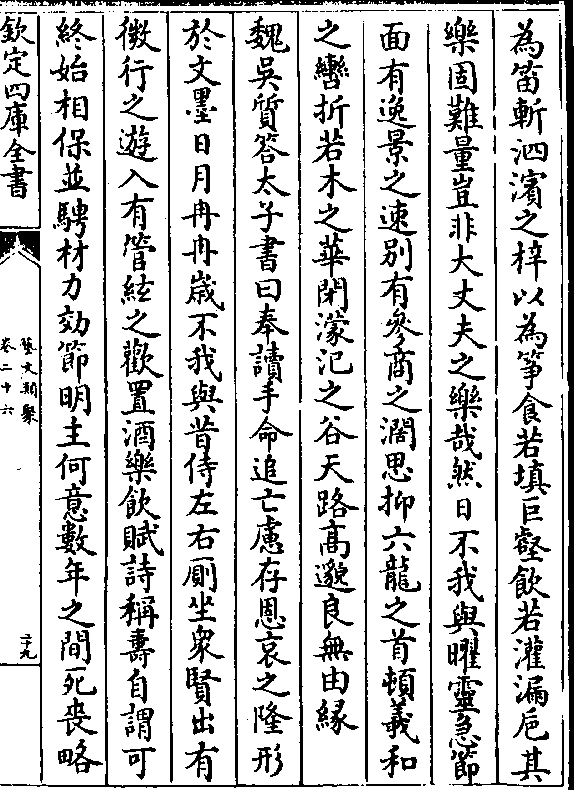 為笛斬泗濱之梓以為箏食若填巨壑飲若灌漏巵其
樂固難量豈非大丈夫之樂哉然日不我與曜靈急節
面有逸景之速别有參商之濶思抑六龍之首頓羲和
之轡折若木之華閉濛汜之谷天路髙邈良無由緣
魏吴質答太子書曰奉讀手命追亡慮存恩哀之隆形
於文墨日月冉冉嵗不我與昔侍左右厠坐衆賢出有
微行之遊入有管絃之歡置酒樂飲賦詩稱壽自謂可
終始相保並騁材力効節明主何意數年之間死喪略
欽定四庫全書
藝文類聚
卷二十六
二十九